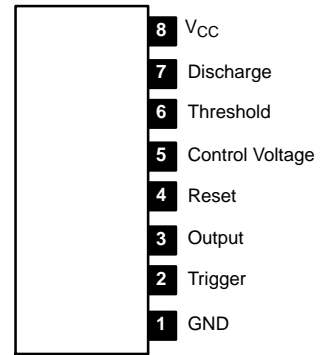 8 VCC
7 Discharge
6 Threshold
5 Control Voltage
4 Reset
3 Output
2 Trigger
1 GND